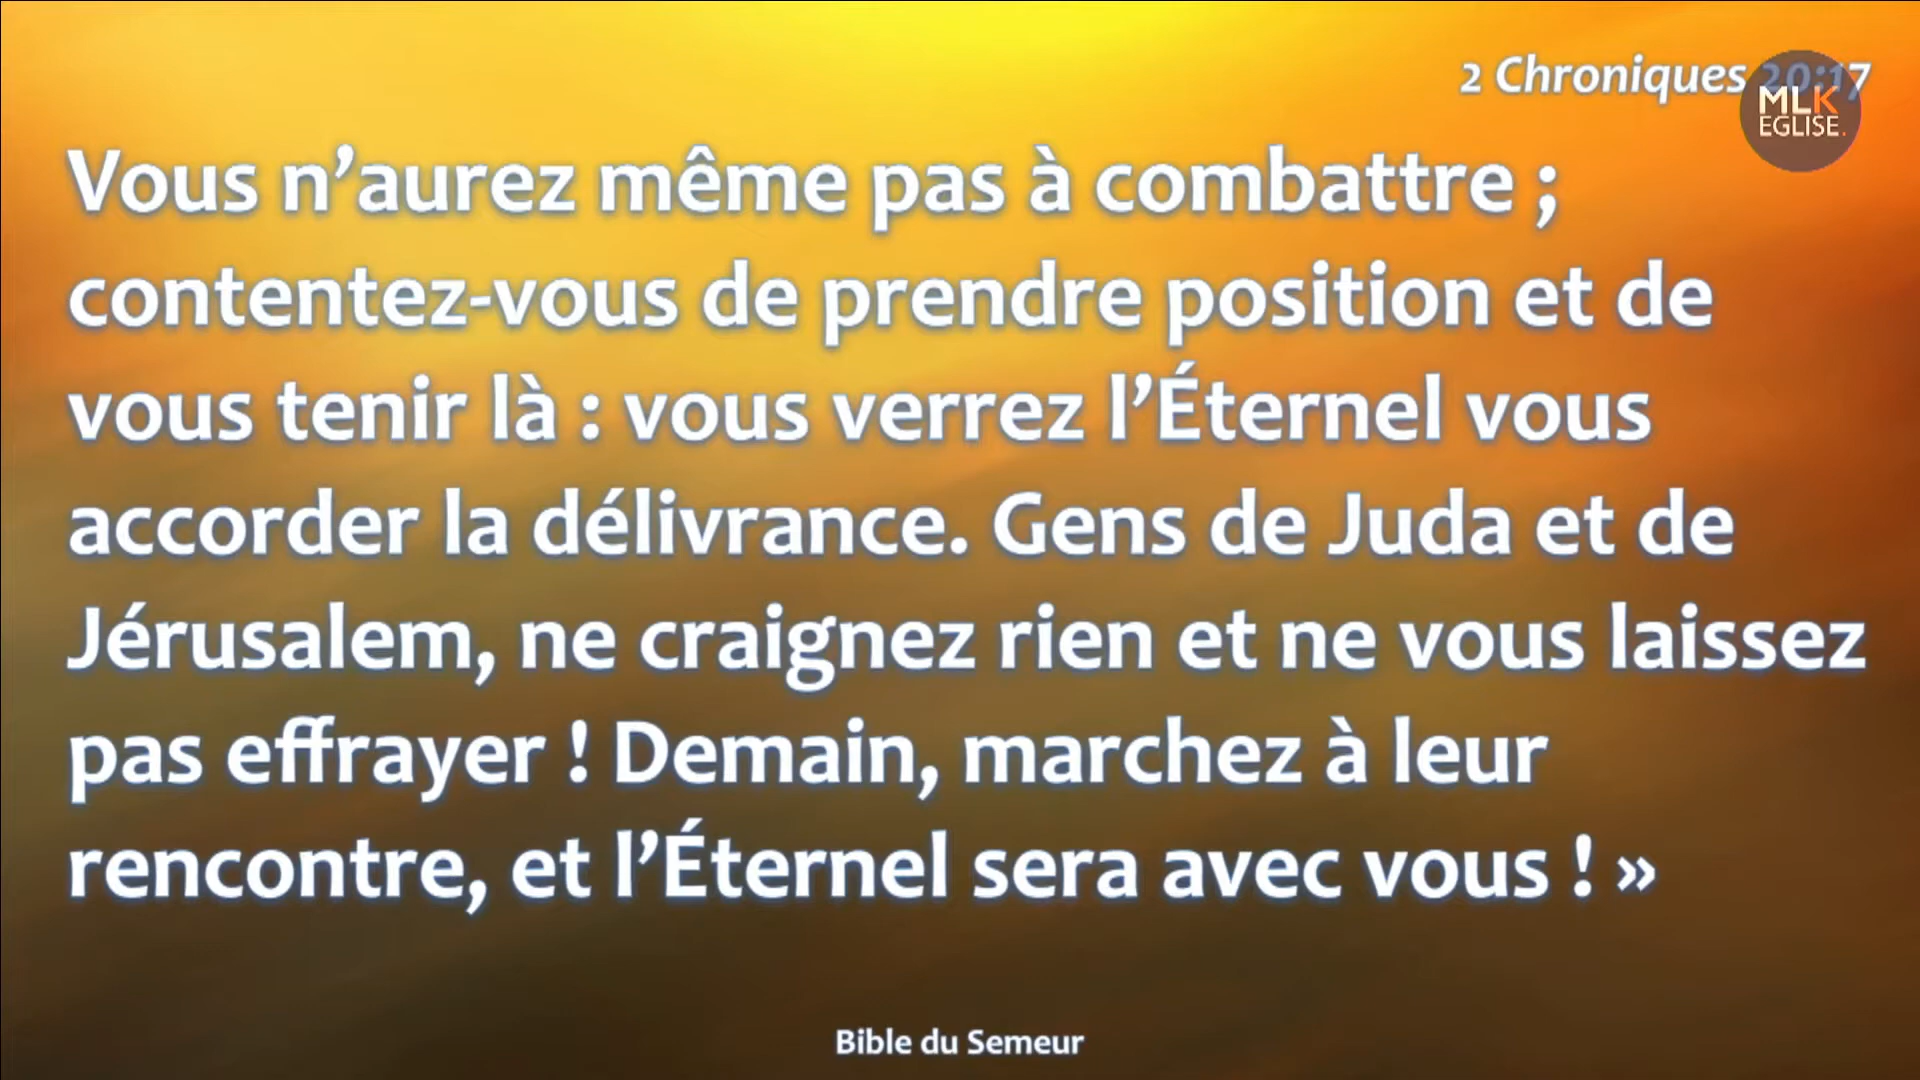 2 Chroniques 20:17
MLK
EGLISE.
Vous n’aurez même pas à combattre ;
contentez-vous de prendre position et de
vous tenir là : vous verrez l’Éternel vous
accorder la délivrance. Gens de Juda et de
Jérusalem, ne craignez rien et ne vous laissez
pas effrayer ! Demain, marchez à leur
rencontre, et l’Éternel sera avec vous ! »
Bible du Semeur